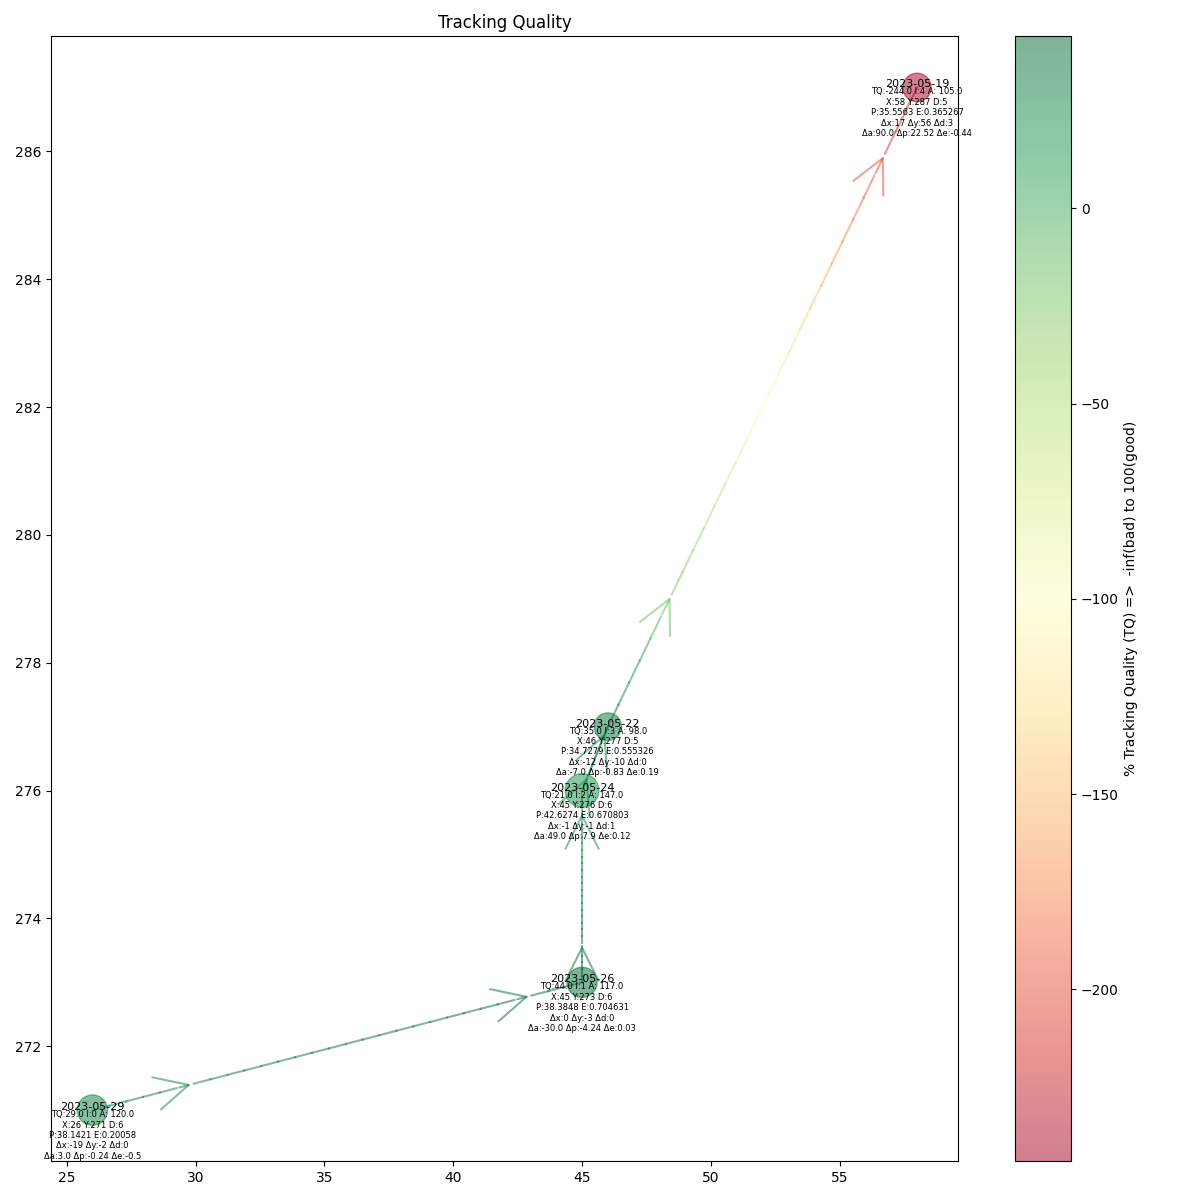 Tracking Quality
2023-05-19
TQ:-244.0 I:4 A: 105.0
X:58 Y:287 D:5
P:35.5563 E:0.365267
Δx:17 Δy:56 Δd:3
Δa:90.0 Δp:22.52 Δe:-0.44
2023-05-22
TQ:35.0 I:3 A: 98.0
X:46 Y:277 D:5
P:34.7279 E:0.555326
Δx:-12 Δy:-10 Δd:0
Δa:-7.0 Δp:-0.83 Δe:0.19
2023-05-24
TQ:21.0 I:2 A: 147.0
X:45 Y:276 D:6
P:42.6274 E:0.670803
Δx:-1 Δy:-1 Δd:1
Δa:49.0 Δp:7.9 Δe:0.12
2023-05-26
TQ:44.0 I:1 A: 117.0
X:45 Y:273 D:6
P:38.3848 E:0.704631
Δx:0 Δy:-3 Δd:0
Δa:-30.0 Δp:-4.24 Δe:0.03
2023-05-29
TQ:29.0 I:0 A: 120.0
X:26 Y:271 D:6
P:38.1421 E:0.20058
Δx:-19 Δy:-2 Δd:0
Δa:3.0 Δp:-0.24 Δe:-0.5
286
284
282
280
278
276
274
272
25 30 35 40 45 50 55
0
−50
−100
−150
−200
% Tracking Quality (TQ) =>  -inf(bad) to 100(good)